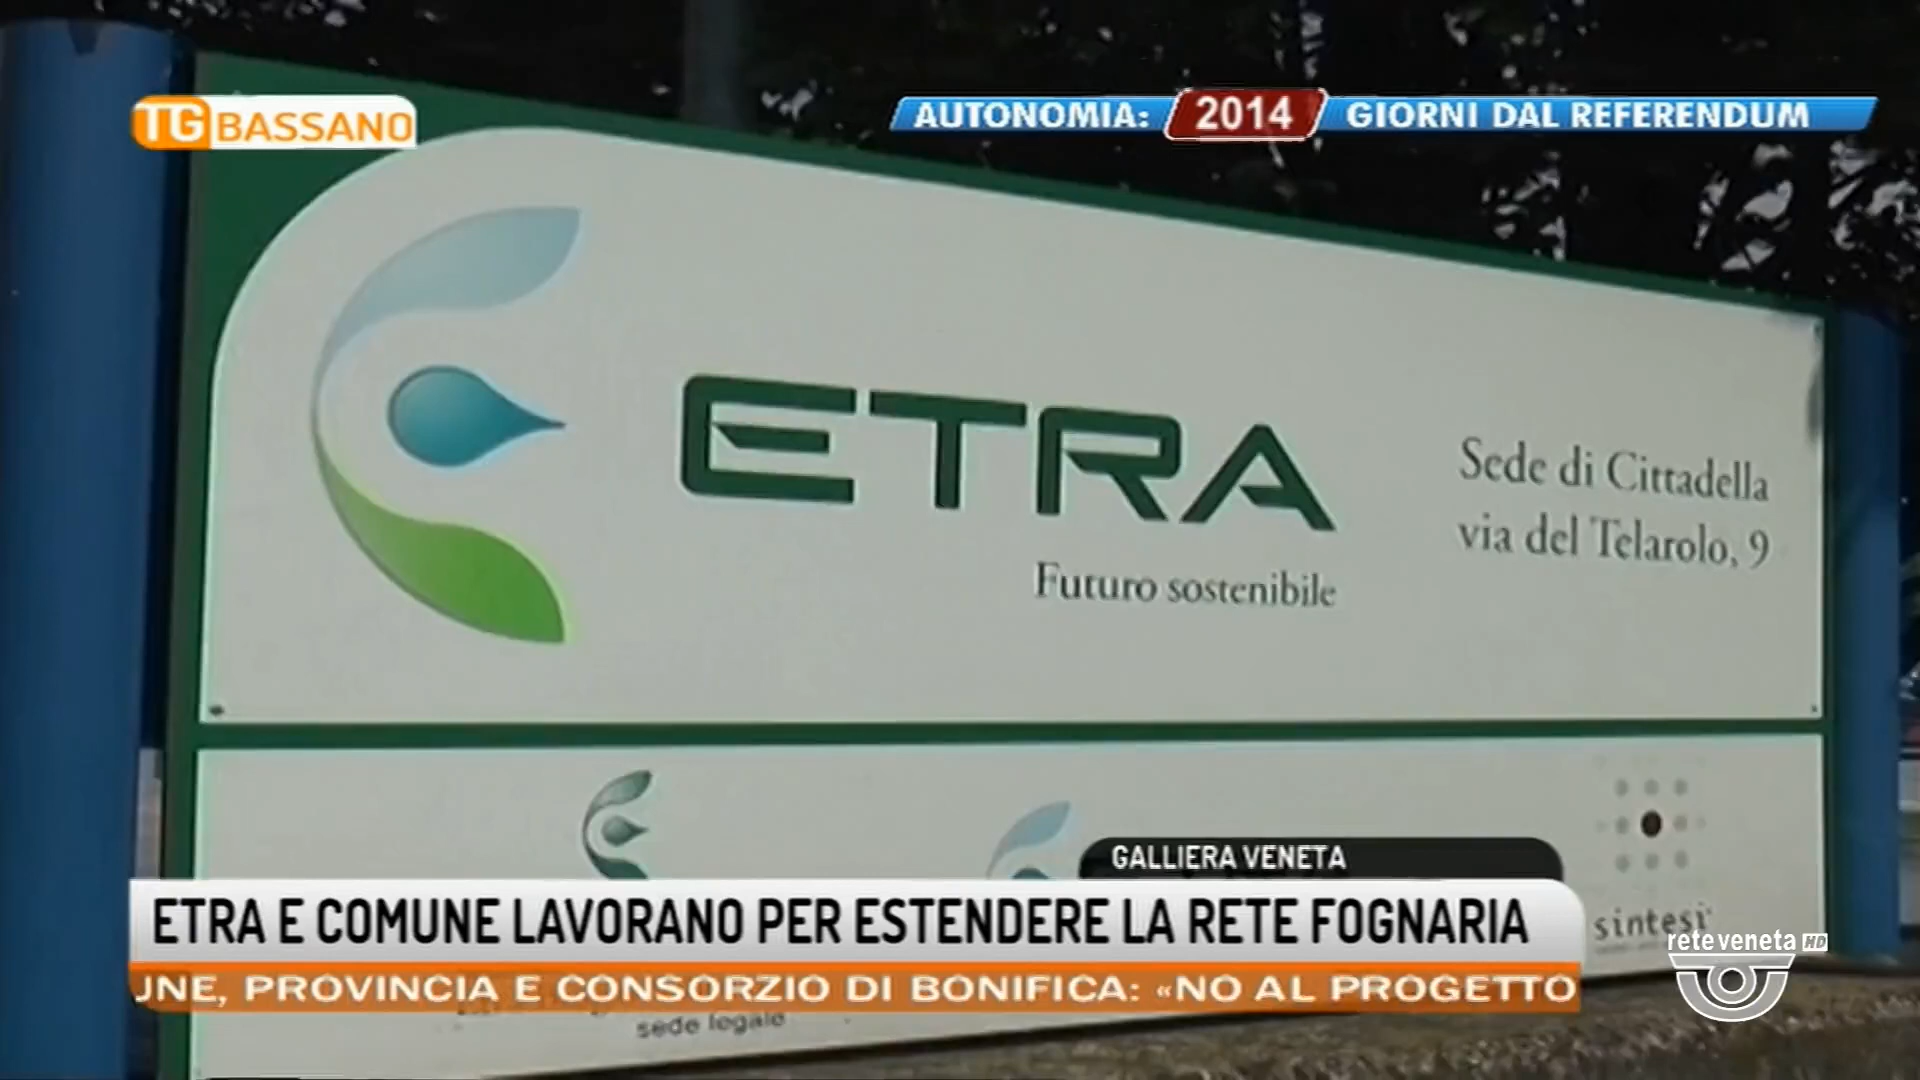 TG BASSANO
AUTONOMIA: 2014 GIORNI DAL REFERENDUM
ETRA
Futuro sostenibile
Sede di Cittadella
via del Telarolo, 9
GALLIERA VENETA
ETRA E COMUNE LAVORANO PER ESTENDERE LA RETE FOGNARIA
sintesi
reteveneta HD
UNE, PROVINCIA E CONSORZIO DI BONIFICA: «NO AL PROGETTO
sede legale